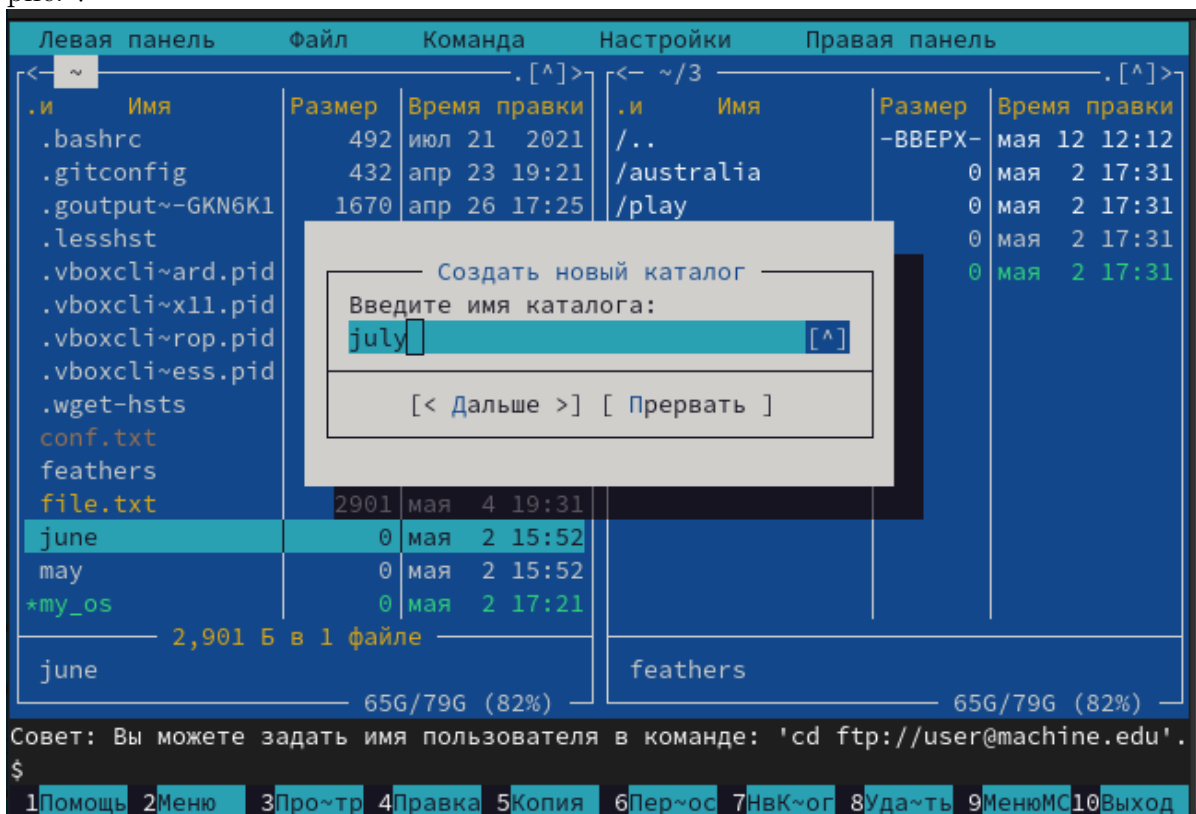 Левая панель Файл Команда Настройки Правая панель
<— ~ .[^]> <— ~/3 .[^]>
.и Имя Размер Время правки .и Имя Размер Время правки
.bashrc 492 июл 21 2021 /.. -ВВЕРХ- мая 12 12:12
.gitconfig 432 апр 23 19:21 /australia 0 мая 2 17:31
.goutput~-GKN6K1 1670 апр 26 17:25 /play 0 мая 2 17:31
.lesshst 0 мая 2 17:31
.vboxcli~ard.pid Создать новый каталог 0 мая 2 17:31
.vboxcli~x11.pid Введите имя каталога:
.vboxcli~rop.pid july [^]
.vboxcli~ess.pid
.wget-hsts [< Дальше >] [ Прервать ]
conf.txt
feathers
file.txt 2901 мая 4 19:31
june 0 мая 2 15:52
may 0 мая 2 15:52
*my_os 0 мая 2 17:21
2,901 Б в 1 файле
june feathers
65G/79G (82%) 65G/79G (82%)
Совет: Вы можете задать имя пользователя в команде: 'cd ftp://user@machine.edu'.
$
1Помощь 2Меню 3Про~тр 4Правка 5Копия 6Пер~ос 7НвК~ог 8Уда~ть 9МенюМС10Выход